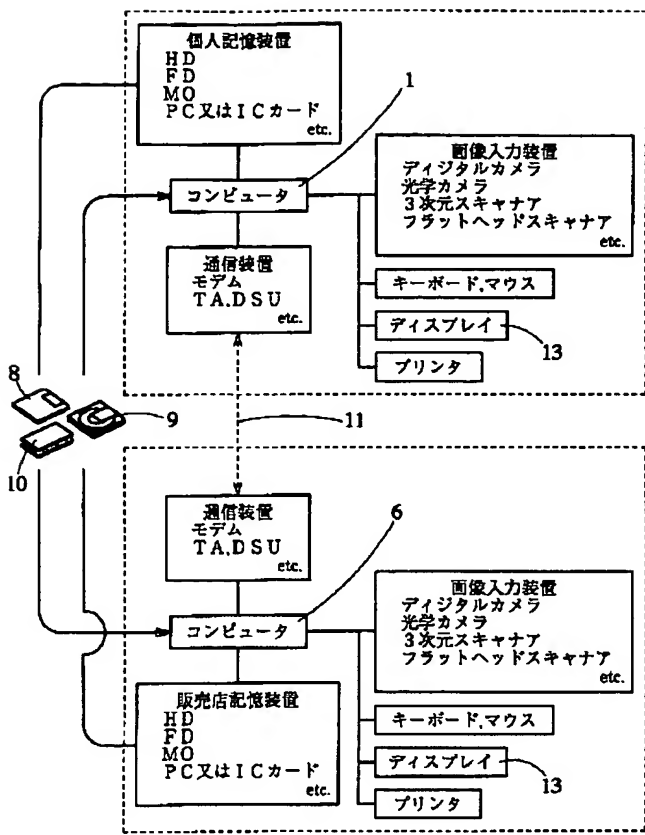 個人記憶装置
HD
FD
MO
PC又はICカード
etc.
1
コンピュータ
画像入力装置
ディジタルカメラ
光学カメラ
3次元スキャナア
フラットヘッドスキャナア
etc.
通信装置
モデム
TA,DSU
etc.
キーボード,マウス
ディスプレイ
13
プリンタ
8
9
10
11
通信装置
モデム
TA,DSU
etc.
6
コンピュータ
画像入力装置
ディジタルカメラ
光学カメラ
3次元スキャナア
フラットヘッドスキャナア
etc.
販売店記憶装置
HD
FD
MO
PC又はICカード
etc.
キーボード,マウス
ディスプレイ
13
プリンタ